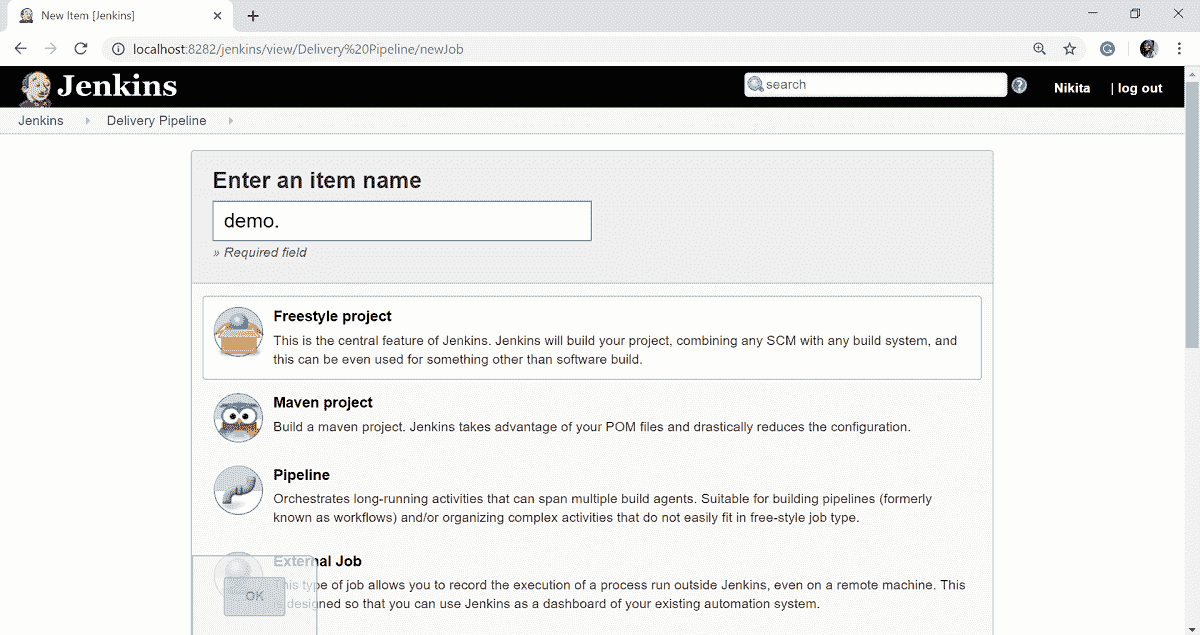 New Item [Jenkins]
localhost:8282/jenkins/view/Delivery%20Pipeline/newJob
Jenkins
search
Nikita
| log out
Jenkins
Delivery Pipeline
Enter an item name
demo.
» Required field
Freestyle project
This is the central feature of Jenkins. Jenkins will build your project, combining any SCM with any build system, and
this can be even used for something other than software build.
Maven project
Build a maven project. Jenkins takes advantage of your POM files and drastically reduces the configuration.
Pipeline
Orchestrates long-running activities that can span multiple build agents. Suitable for building pipelines (formerly
known as workflows) and/or organizing complex activities that do not easily fit in free-style job type.
External Job
This type of job allows you to record the execution of a process run outside Jenkins, even on a remote machine. This
is designed so that you can use Jenkins as a dashboard of your existing automation system.
OK